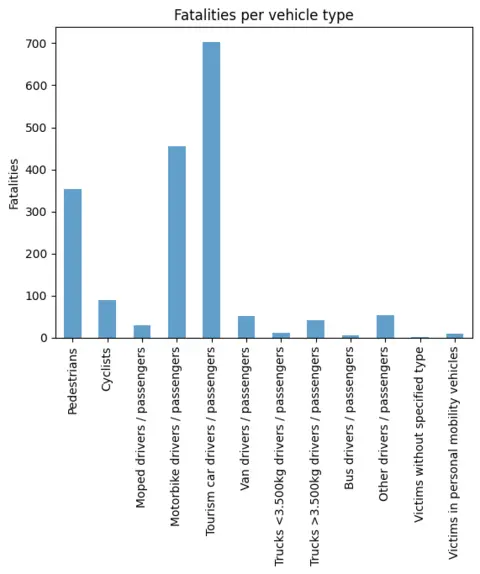 Fatalities per vehicle type
Fatalities
700
600
500
400
300
200
100
0
Pedestrians
Cyclists
Moped drivers / passengers
Motorbike drivers / passengers
Tourism car drivers / passengers
Van drivers / passengers
Trucks <3.500kg drivers / passengers
Trucks >3.500kg drivers / passengers
Bus drivers / passengers
Other drivers / passengers
Victims without specified type
Victims in personal mobility vehicles